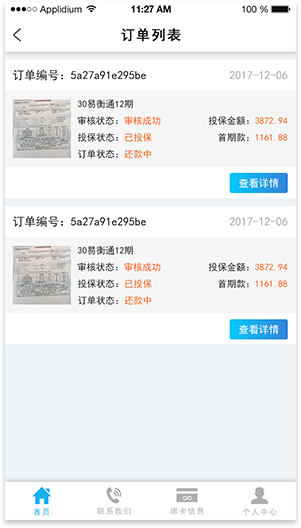 Applidium 11:27 AM 100 %
订单列表
订单编号：5a27a91e295be 2017-12-06
30易衡通12期
审核状态：审核成功 投保金额：3872.94
投保状态：已投保 首期款：1161.88
订单状态：还款中
查看详情
订单编号：5a27a91e295be 2017-12-06
30易衡通12期
审核状态：审核成功 投保金额：3872.94
投保状态：已投保 首期款：1161.88
订单状态：还款中
查看详情
首页 联系我们 绑卡信息 个人中心